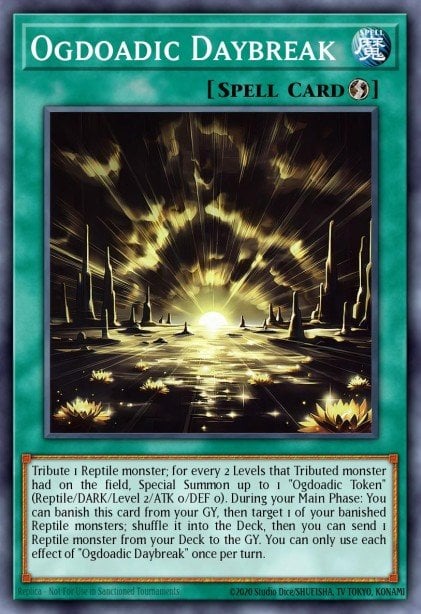 Ogdoadic Daybreak
SPELL
魔
[Spell Card]
Tribute 1 Reptile monster; for every 2 Levels that Tributed monster
had on the field, Special Summon up to 1 "Ogdoadic Token"
(Reptile/DARK/Level 2/ATK 0/DEF 0). During your Main Phase: You
can banish this card from your GY, then target 1 of your banished
Reptile monsters; shuffle it into the Deck, then you can send 1
Reptile monster from your Deck to the GY. You can only use each
effect of "Ogdoadic Daybreak" once per turn.
Replica - Not For Use in Sanctioned Tournaments
©2020 Studio Dice/SHUEISHA, TV TOKYO, KONAMI